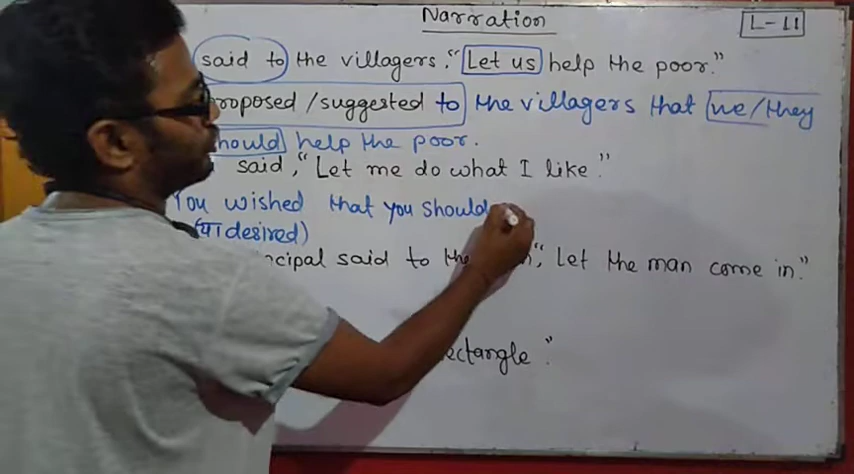 Narration
L-11
said to the villagers, "Let us help the poor."
proposed/suggested to the villagers that we/they
should help the poor.
said, "Let me do what I like."
You wished that you should
(या desired)
said to the "Let the man come in."